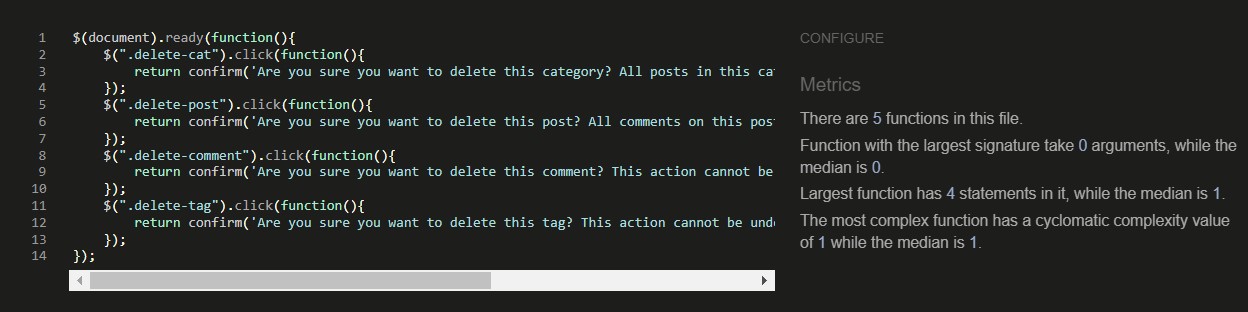 1 $(document).ready(function(){
2 $(".delete-cat").click(function(){
3 return confirm('Are you sure you want to delete this category? All posts in this
4 });
5 $(".delete-post").click(function(){
6 return confirm('Are you sure you want to delete this post? All comments on this
7 });
8 $(".delete-comment").click(function(){
9 return confirm('Are you sure you want to delete this comment? This action cannot be
10 });
11 $(".delete-tag").click(function(){
12 return confirm('Are you sure you want to delete this tag? This action cannot be
13 });
14 });
CONFIGURE
Metrics
There are 5 functions in this file.
Function with the largest signature take 0 arguments, while the
median is 0.
Largest function has 4 statements in it, while the median is 1.
The most complex function has a cyclomatic complexity value
of 1 while the median is 1.